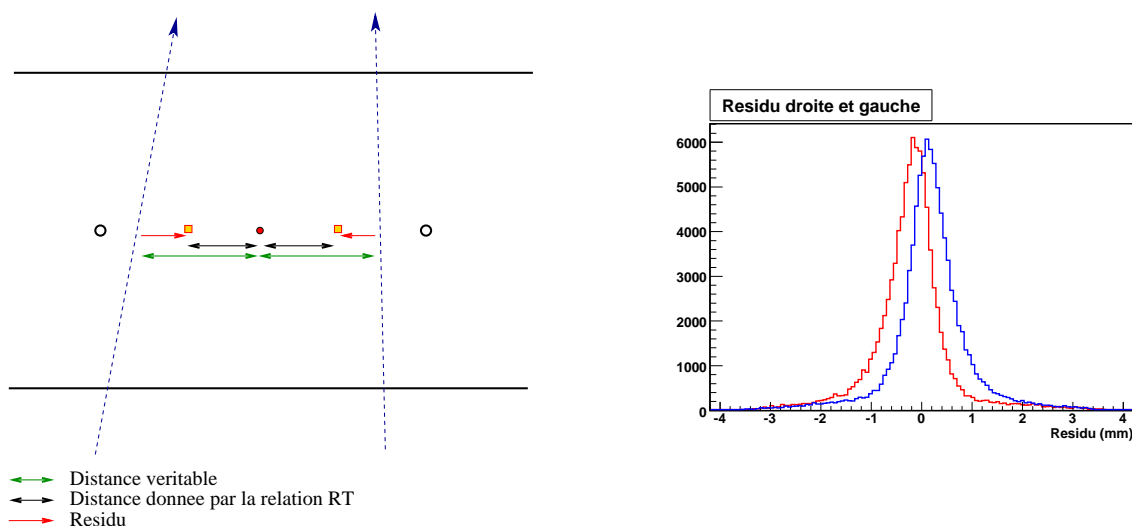 Distance veritable
Distance donnee par la relation RT
Residu
Residu droite et gauche
6000
5000
4000
3000
2000
1000
0
-4 -3 -2 -1 0 1 2 3 4
Residu (mm)